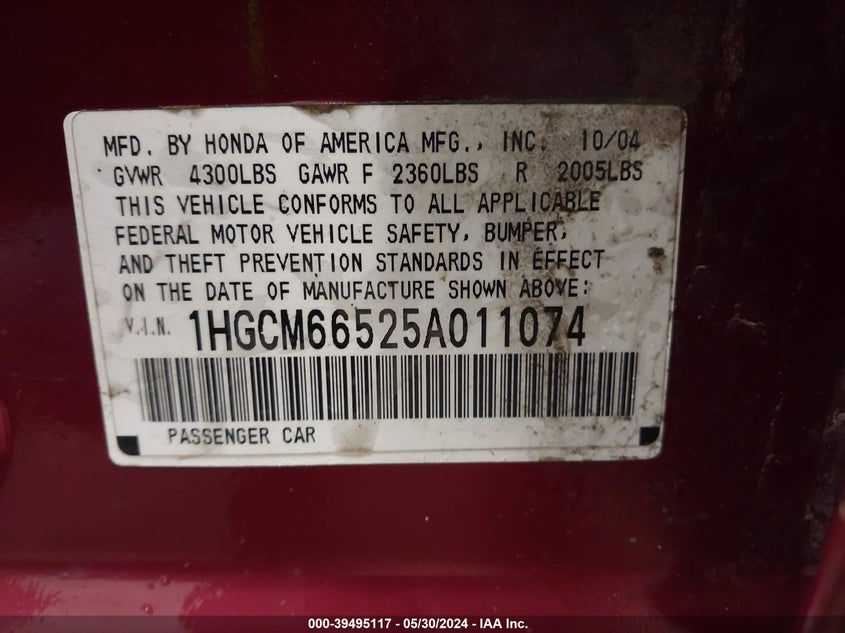 MFD. BY HONDA OF AMERICA MFG., INC. 10/04
GVWR 4300LBS GAWR F 2360LBS R 2005LBS
THIS VEHICLE CONFORMS TO ALL APPLICABLE
FEDERAL MOTOR VEHICLE SAFETY, BUMPER,
AND THEFT PREVENTION STANDARDS IN EFFECT
ON THE DATE OF MANUFACTURE SHOWN ABOVE:
V.I.N. 1HGCM66525A011074
PASSENGER CAR
000-39495117 - 05/30/2024 - IAA Inc.